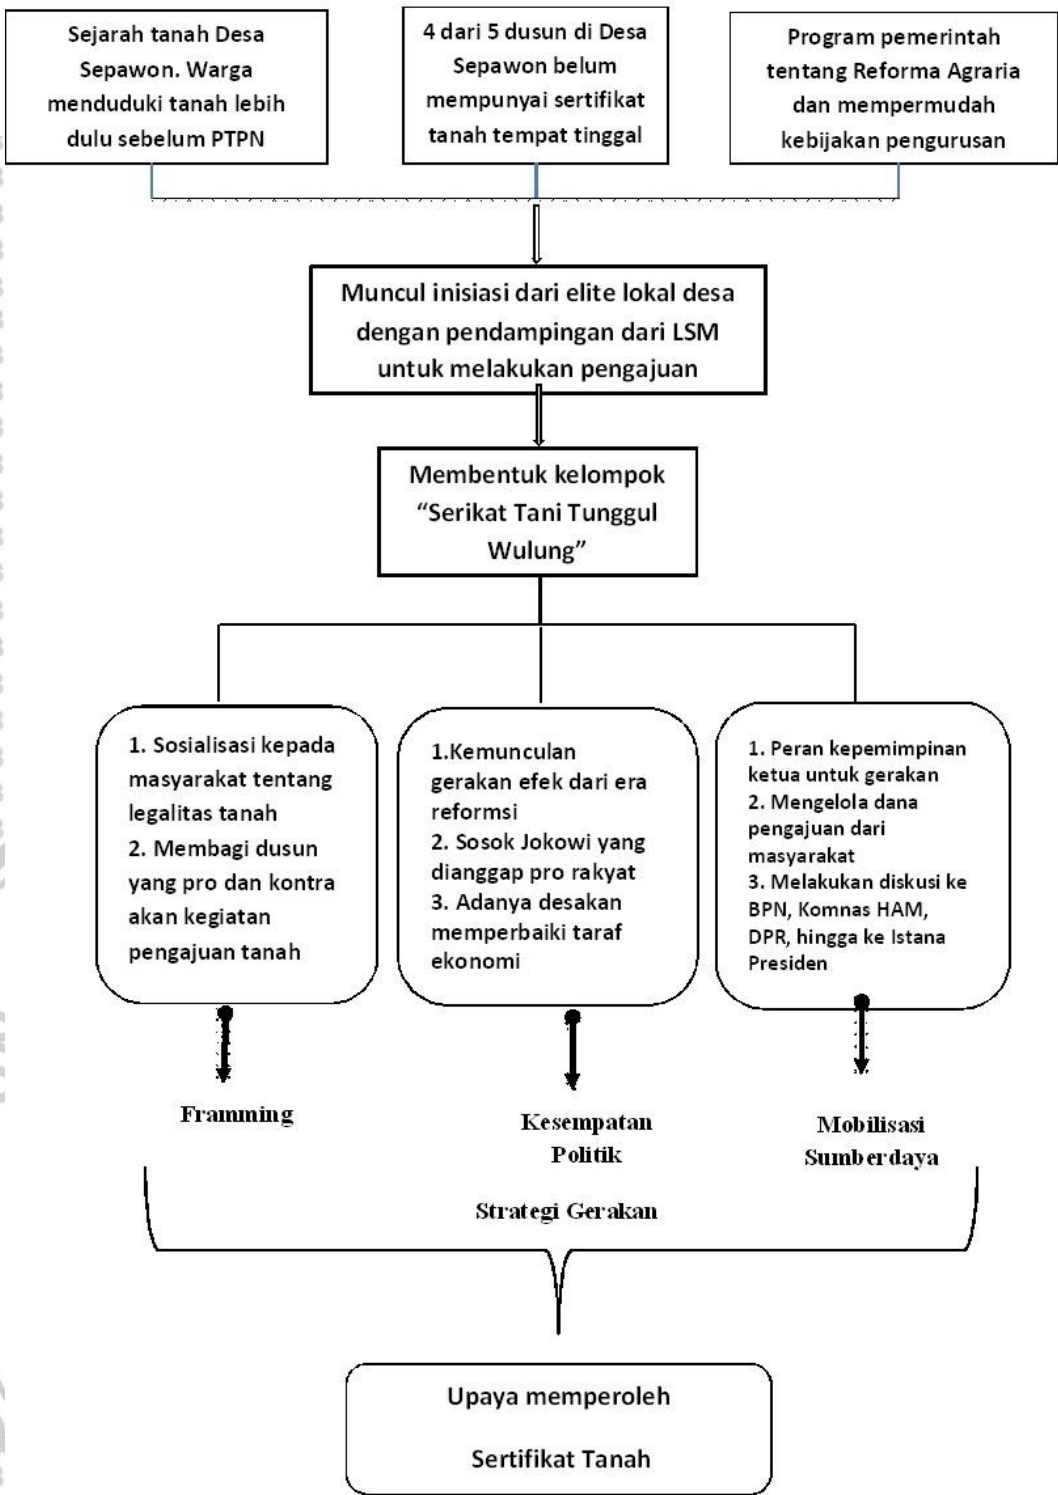 Sejarah tanah Desa
Sepawon. Warga
menduduki tanah lebih
dulu sebelum PTPN
4 dari 5 dusun di Desa
Sepawon belum
mempunyai sertifikat
tanah tempat tinggal
Program pemerintah
tentang Reforma Agraria
dan mempermudah
kebijakan pengurusan
Muncul inisiasi dari elite lokal desa
dengan pendampingan dari LSM
untuk melakukan pengajuan
Membentuk kelompok
“Serikat Tani Tunggul
Wulung”
1. Sosialisasi kepada
masyarakat tentang
legalitas tanah
2. Membagi dusun
yang pro dan kontra
akan kegiatan
pengajuan tanah
1.Kemunculan
gerakan efek dari era
reformsi
2. Sosok Jokowi yang
dianggap pro rakyat
3. Adanya desakan
memperbaiki taraf
ekonomi
1. Peran kepemimpinan
ketua untuk gerakan
2. Mengelola dana
pengajuan dari
masyarakat
3. Melakukan diskusi ke
BPN, Komnas HAM,
DPR, hingga ke Istana
Presiden
Framming
Kesempatan
Politik
Mobilisasi
Sumberdaya
Strategi Gerakan
Upaya memperoleh
Sertifikat Tanah